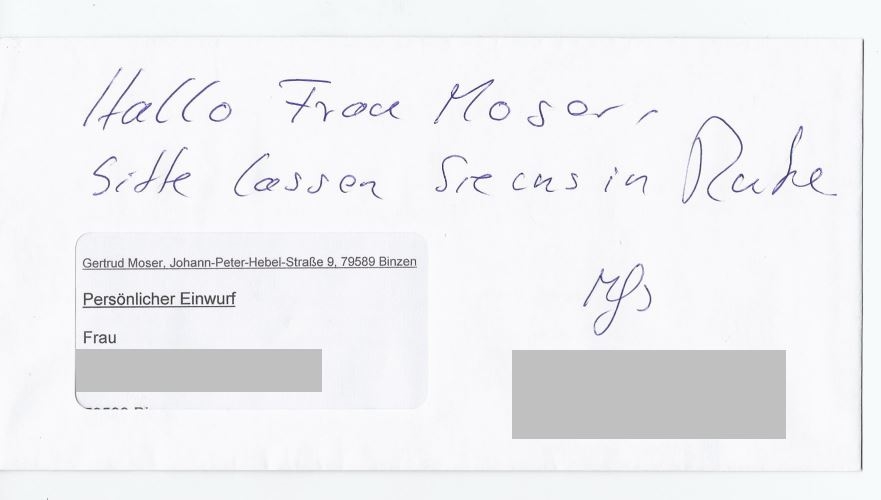 Hallo Frau Moser,
bitte lassen Sie uns in Ruhe
Gertrud Moser, Johann-Peter-Hebel-Straße 9, 79589 Binzen
Persönlicher Einwurf
Frau